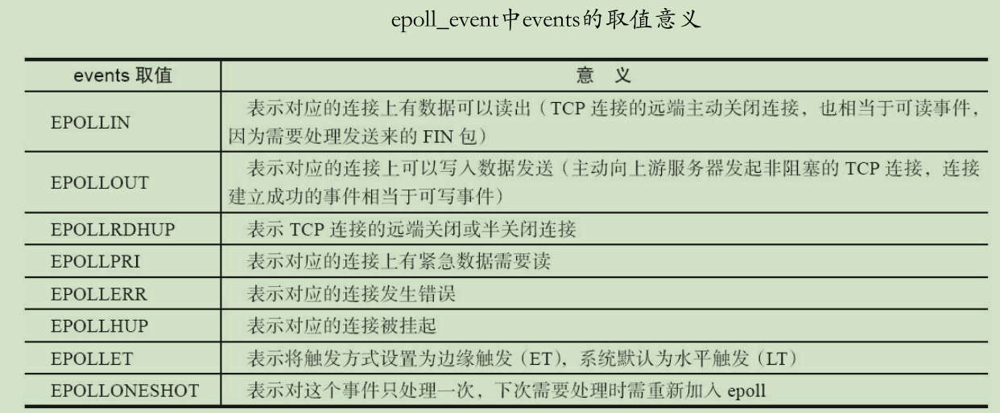 epoll_event中events的取值意义
events 取值
意 义
EPOLLIN
表示对应的连接上有数据可以读出（TCP 连接的远端主动关闭连接，也相当于可读事件，
因为需要处理发送来的 FIN 包）
EPOLLOUT
表示对应的连接上可以写入数据发送（主动向上游服务器发起非阻塞的 TCP 连接，连接
建立成功的事件相当于可写事件）
EPOLLRDHUP
表示 TCP 连接的远端关闭或半关闭连接
EPOLLPRI
表示对应的连接上有紧急数据需要读
EPOLLERR
表示对应的连接发生错误
EPOLLHUP
表示对应的连接被挂起
EPOLLET
表示将触发方式设置为边缘触发（ET），系统默认为水平触发（LT）
EPOLLONESHOT
表示对这个事件只处理一次，下次需要处理时需重新加入 epoll